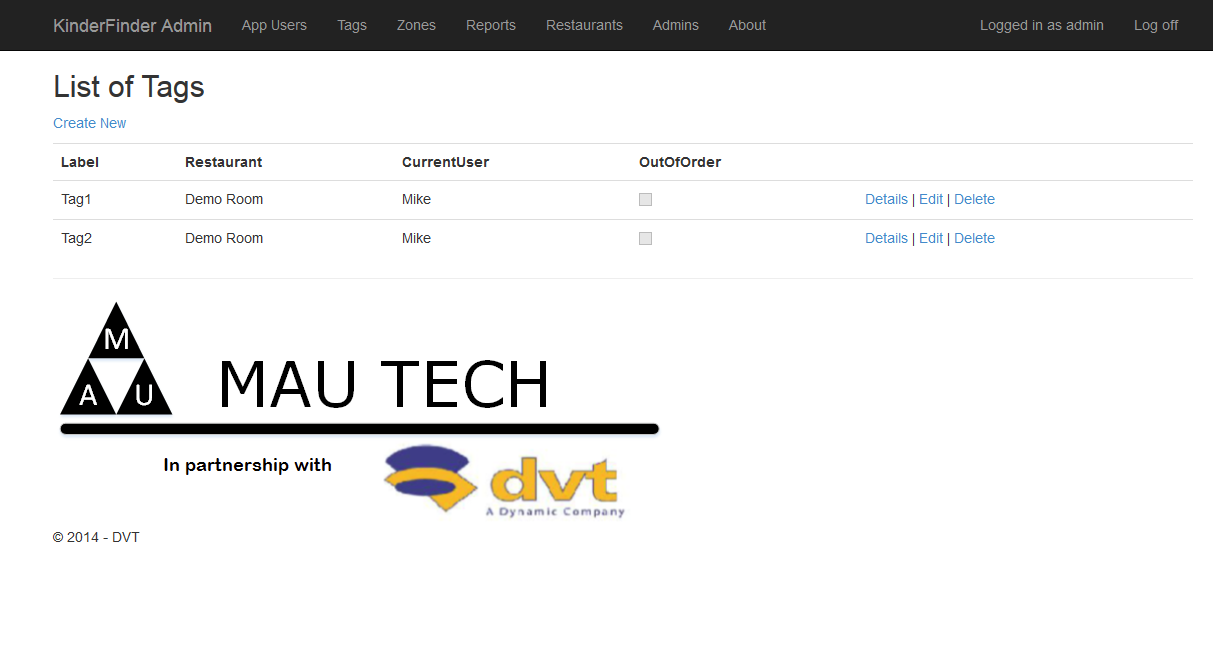 KinderFinder Admin App Users Tags Zones Reports Restaurants Admins About Logged in as admin Log off
List of Tags
Create New
Label Restaurant CurrentUser OutOfOrder
Tag1 Demo Room Mike Details | Edit | Delete
Tag2 Demo Room Mike Details | Edit | Delete
M
A U
MAU TECH
In partnership with
dvt
A Dynamic Company
© 2014 - DVT